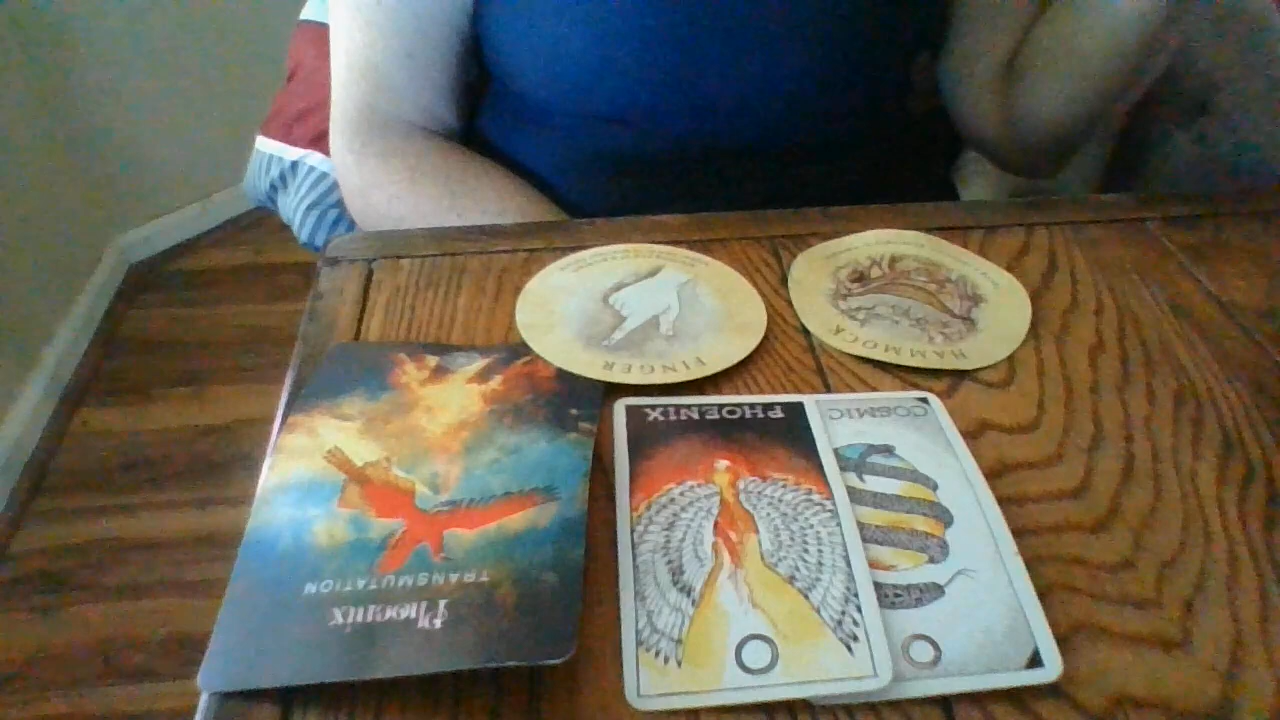 FINGER
HAMMOCK
PHOENIX
COSMIC
Phoenix
TRANSMUTATION